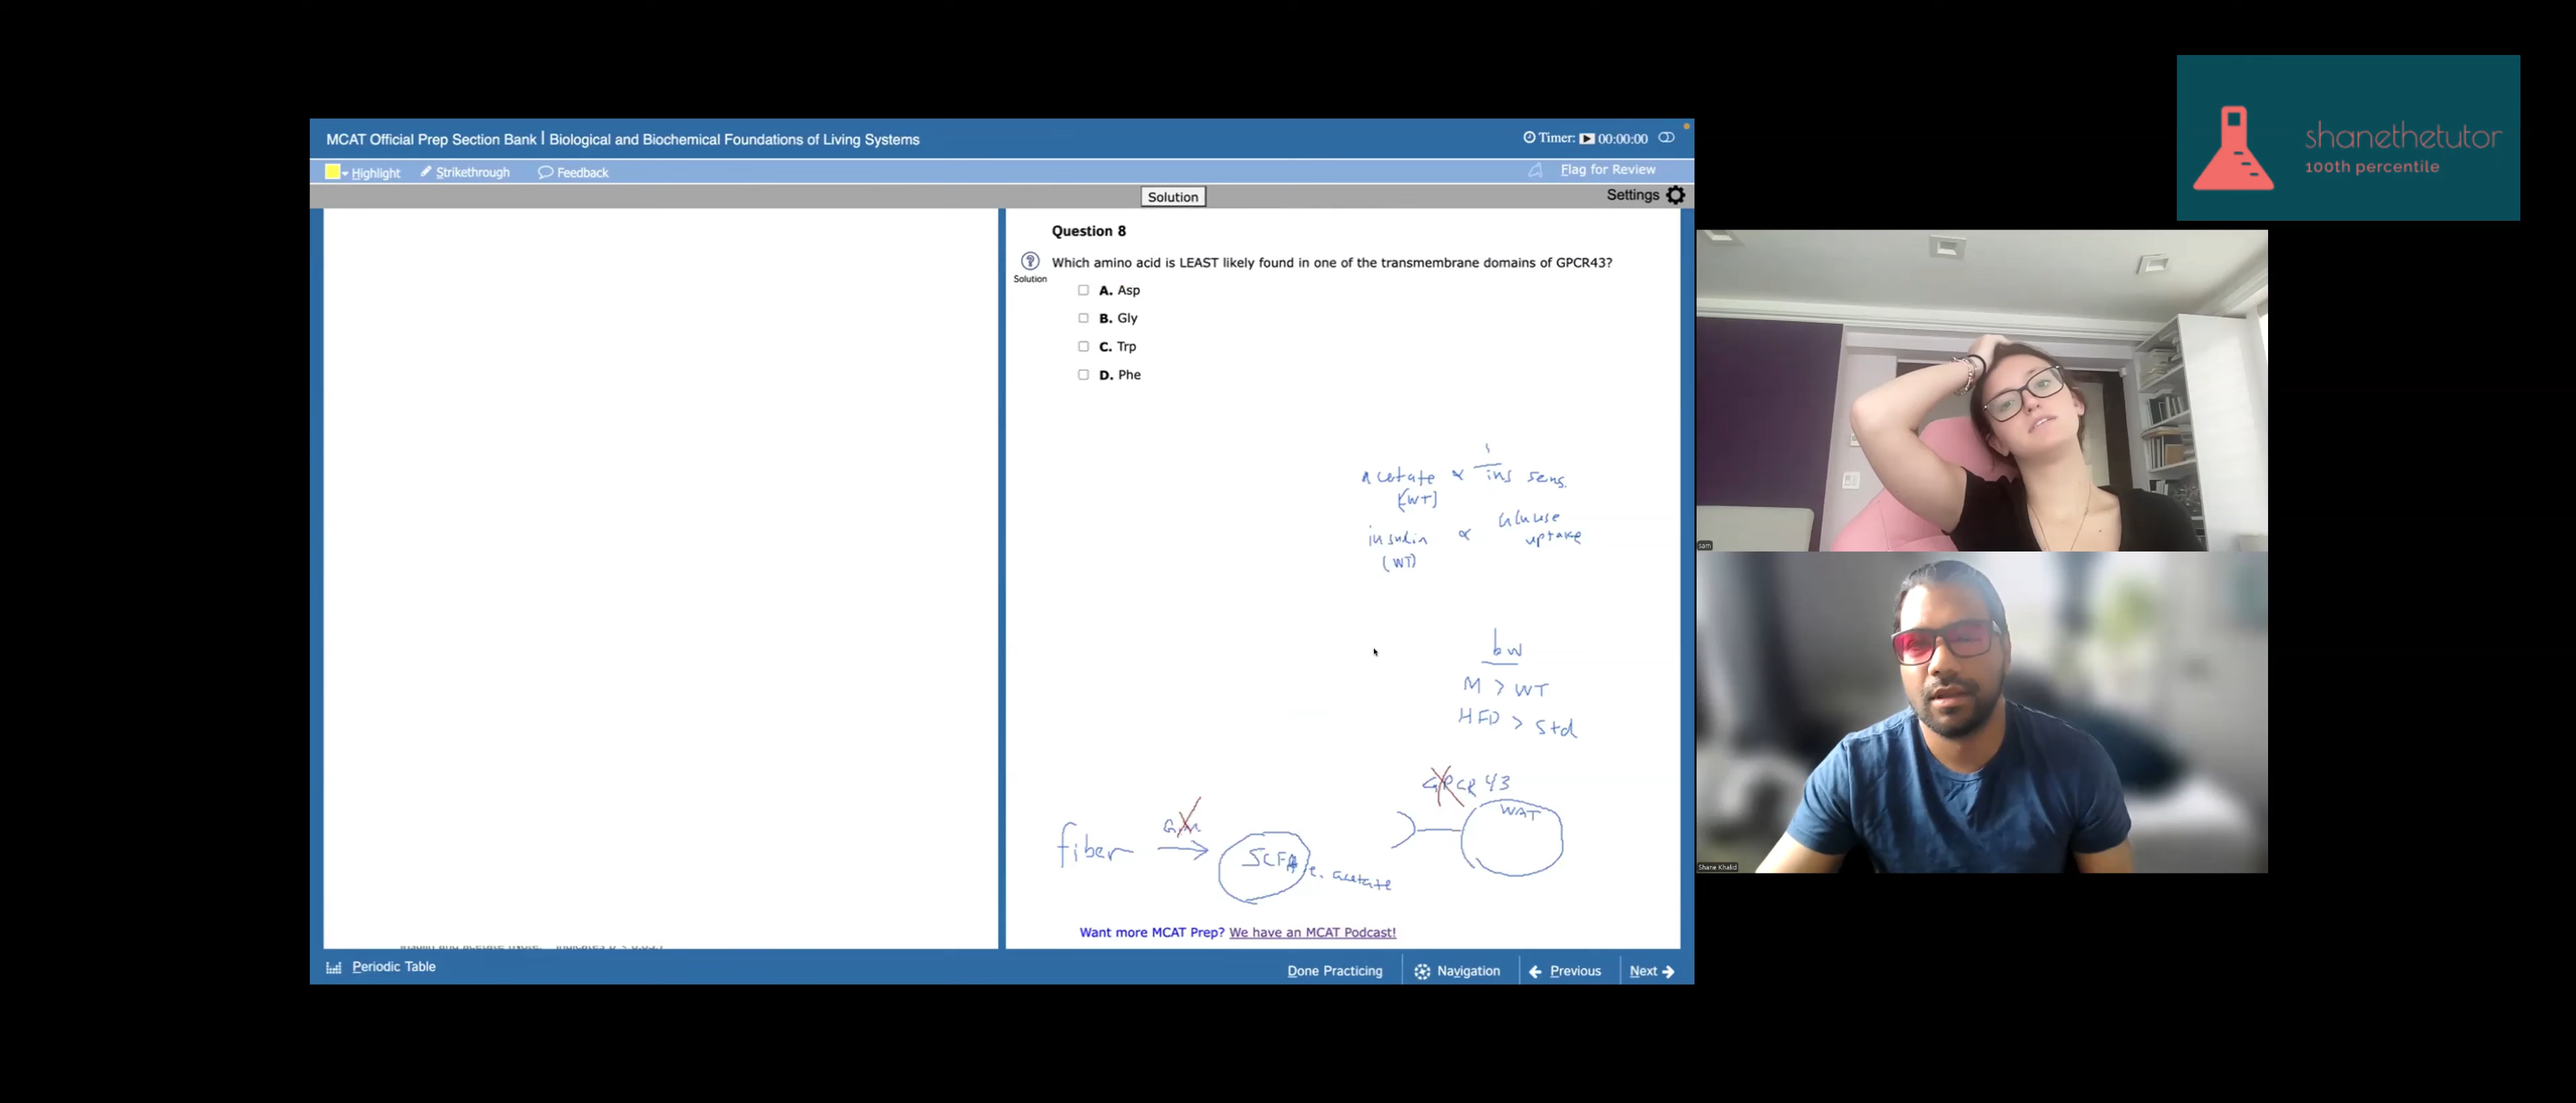 MCAT Official Prep Section Bank | Biological and Biochemical Foundations of Living Systems
Timer: 00:00:00
Highlight
Strikethrough
Feedback
Flag for Review
Solution
Settings
Question 8
Solution
Which amino acid is LEAST likely found in one of the transmembrane domains of GPCR43?
A. Asp
B. Gly
C. Trp
D. Phe
acetate ∝ 1/ins sens.
[WT]
insulin ∝ glucose uptake
(WT)
bw
M > WT
HFD > Std
GPCR 43
WAT
fiber
SCFA
acetate
Want more MCAT Prep? We have an MCAT Podcast!
Periodic Table
Done Practicing
Navigation
Previous
Next
shanethetutor
100th percentile
sam
Shane Khalid